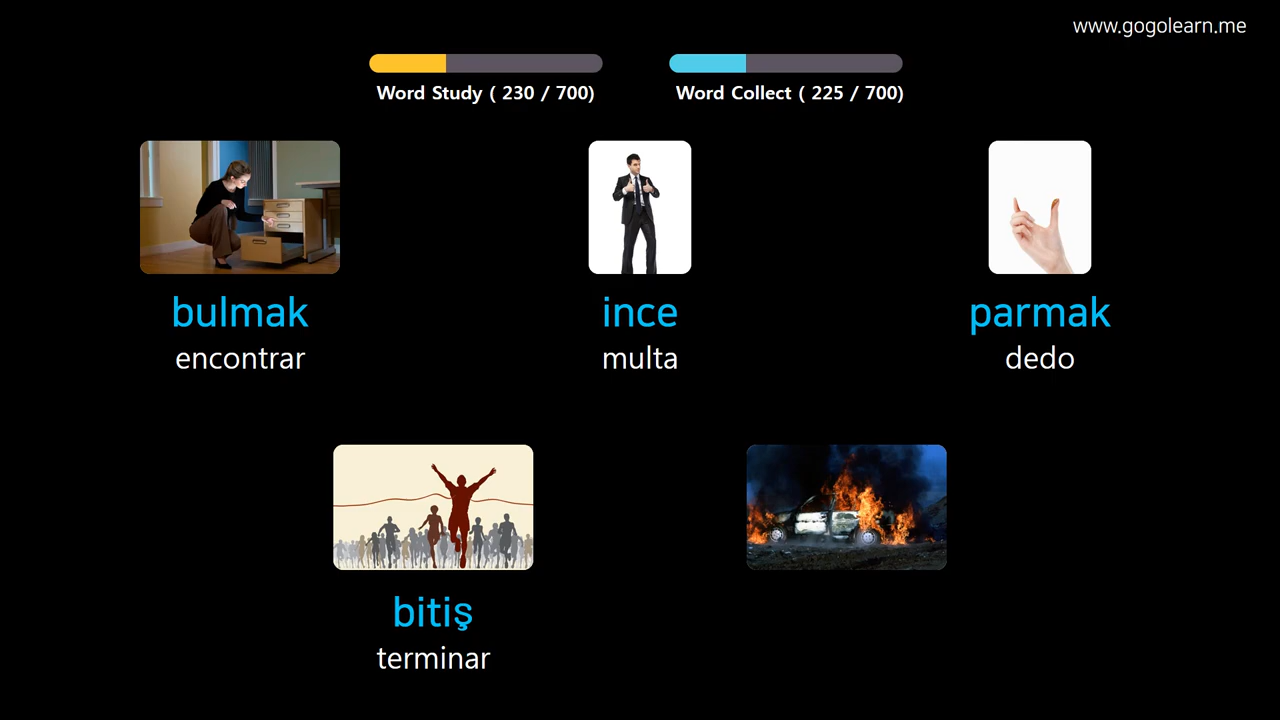 www.gogolearn.me
Word Study ( 230 / 700)
Word Collect ( 225 / 700)
bulmak
encontrar
ince
multa
parmak
dedo
bitiş
terminar